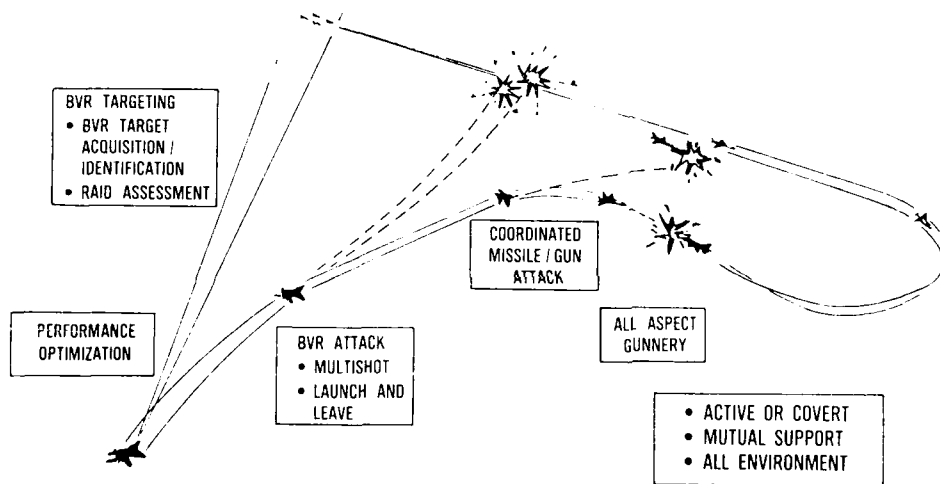 BVR TARGETING
• BVR TARGET
ACQUISITION/
IDENTIFICATION
• RAID ASSESSMENT
PERFORMANCE
OPTIMIZATION
BVR ATTACK
• MULTISHOT
• LAUNCH AND
LEAVE
COORDINATED
MISSILE/GUN
ATTACK
ALL ASPECT
GUNNERY
• ACTIVE OR COVERT
• MUTUAL SUPPORT
• ALL ENVIRONMENT